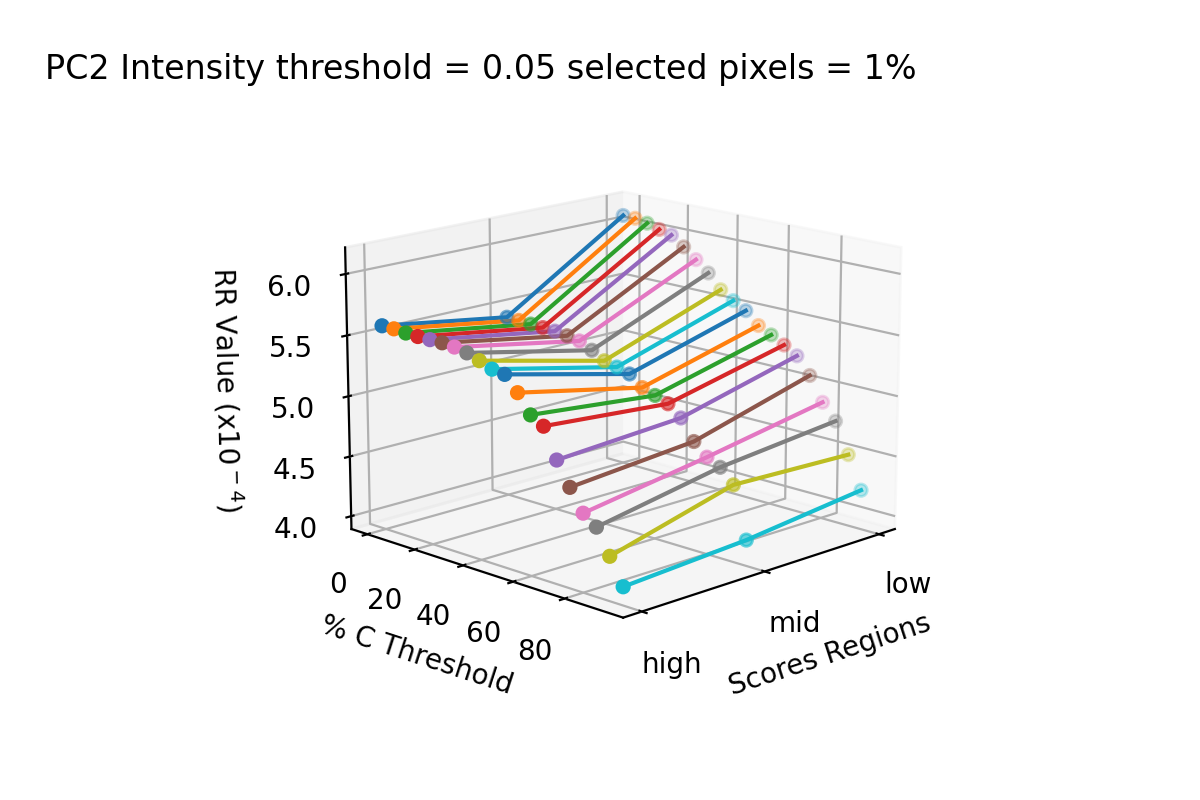 PC2 Intensity threshold = 0.05 selected pixels = 1%
RR Value (x10⁻⁴)
6.0
5.5
5.0
4.5
4.0
0
20
40
60
80
% C Threshold
high
mid
low
Scores Regions